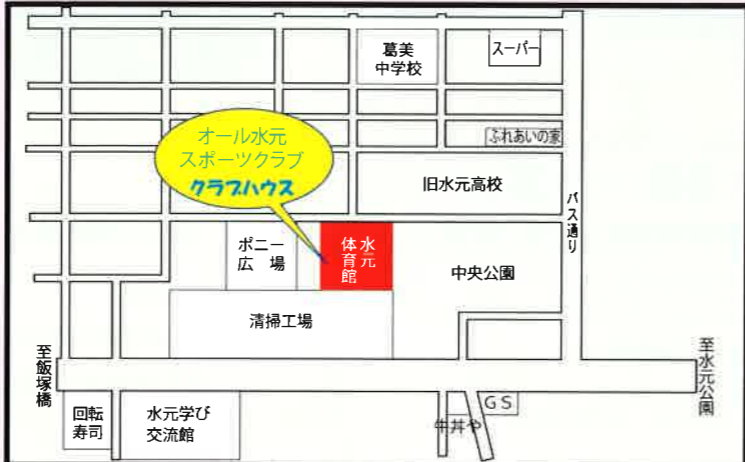 葛美
中学校
スーパー
ふれあいの家
オール水元
スポーツクラブ
クラブハウス
旧水元高校
バス通り
ポニー
広 場
水元
体育館
中央公園
清掃工場
至飯塚橋
至水元公園
回転
寿司
水元学び
交流館
牛丼や
GS